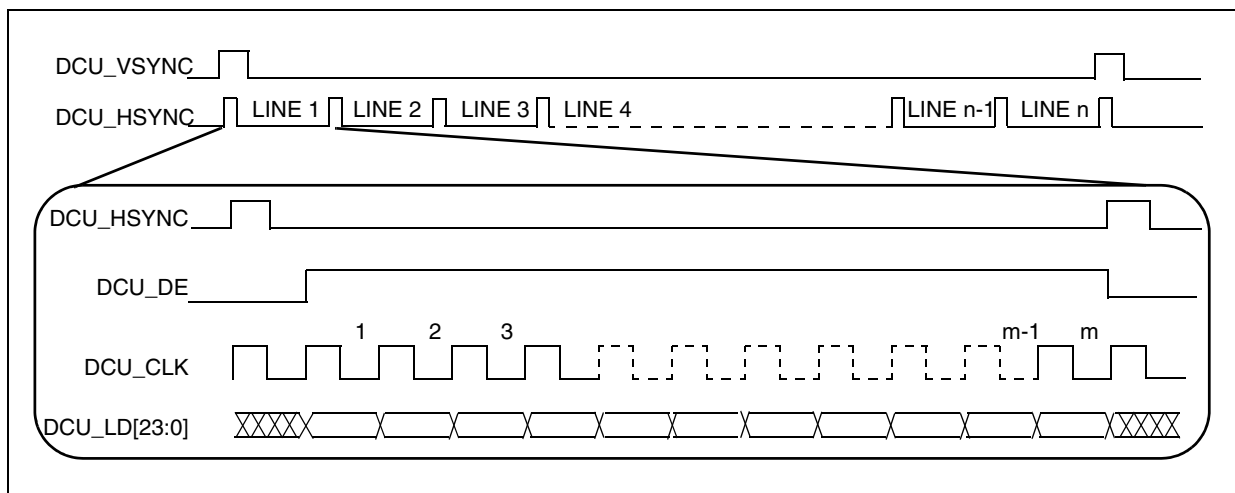 DCU_VSYNC
DCU_HSYNC LINE 1 LINE 2 LINE 3 LINE 4 LINE n-1 LINE n
DCU_HSYNC
DCU_DE
1 2 3 m-1 m
DCU_CLK
DCU_LD[23:0]